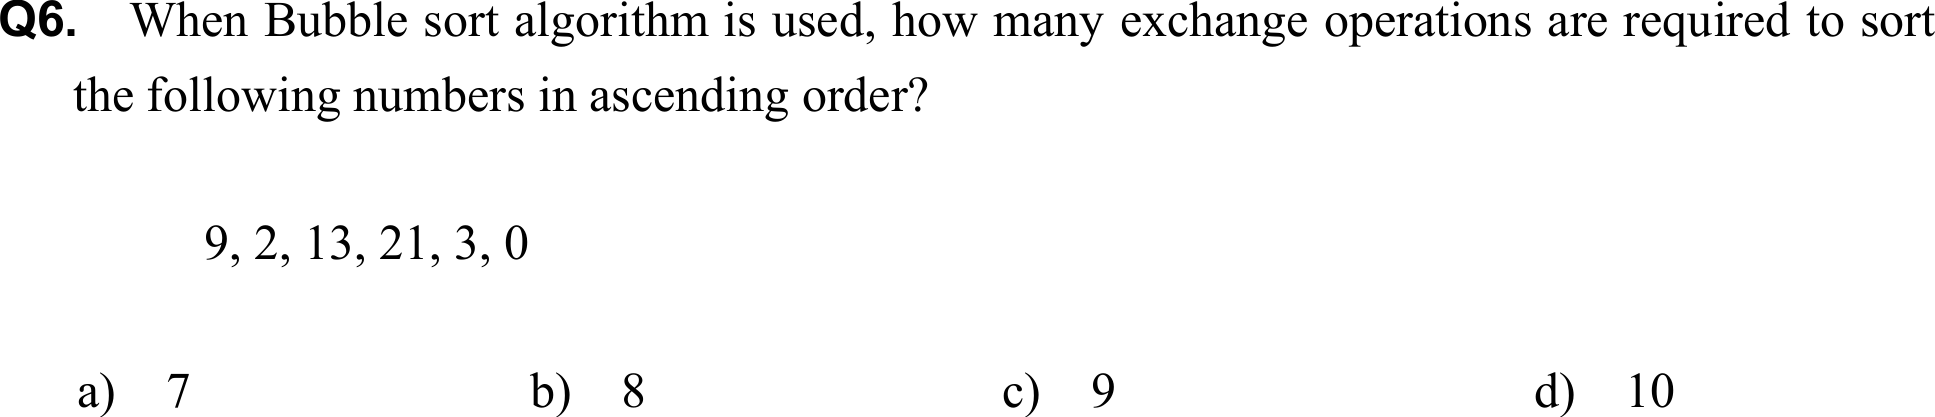 Q6. When Bubble sort algorithm is used, how many exchange operations are required to sort
the following numbers in ascending order?
9, 2, 13, 21, 3, 0
a) 7 b) 8 c) 9 d) 10